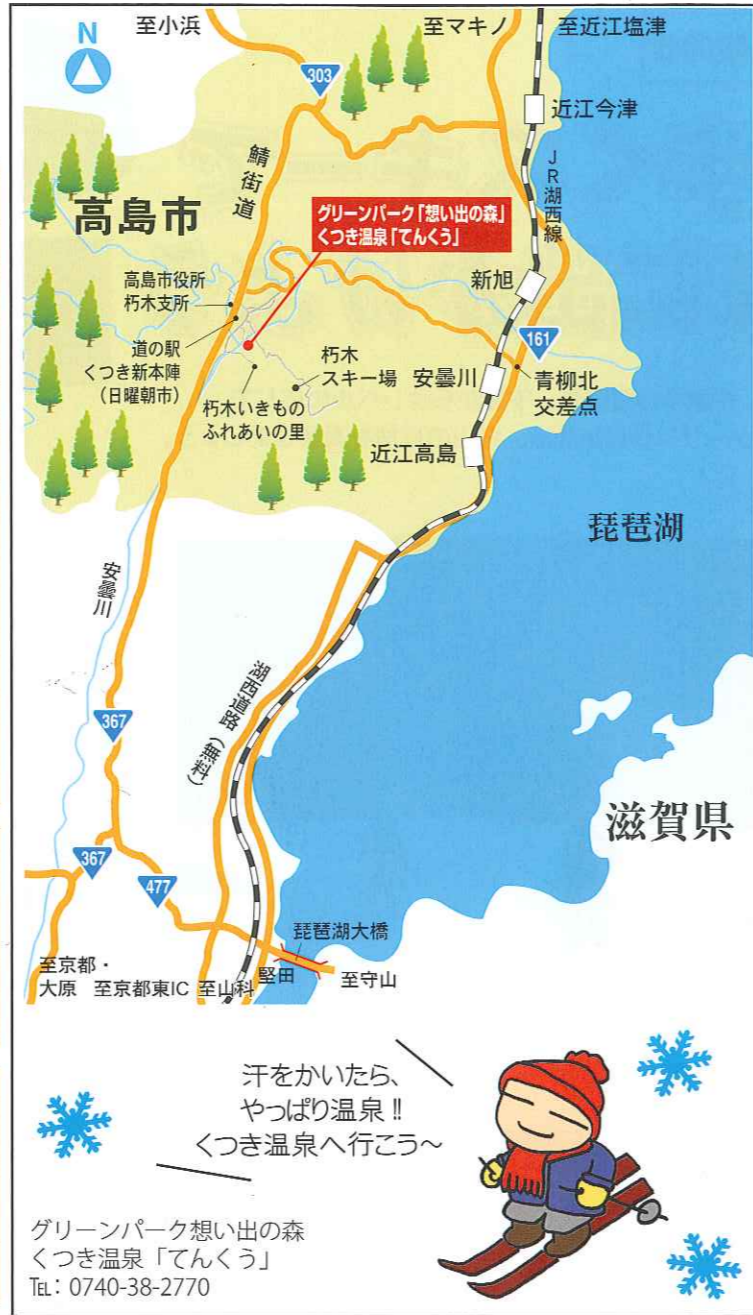 N
至小浜
至マキノ
至近江塩津
303
近江今津
JR湖西線
鯖街道
高島市
グリーンパーク「想い出の森」
くつき温泉「てんくう」
高島市役所
朽木支所
新旭
161
道の駅
くつき新本陣
（日曜朝市）
朽木
スキー場
安曇川
青柳北
交差点
朽木いきもの
ふれあいの里
近江高島
琵琶湖
安曇川
湖西道路（無料）
367
滋賀県
367
477
琵琶湖大橋
至京都・
大原
至京都東IC
至山科
堅田
至守山
汗をかいたら、
やっぱり温泉!!
くつき温泉へ行こう〜
グリーンパーク想い出の森
くつき温泉「てんくう」
TEL: 0740-38-2770